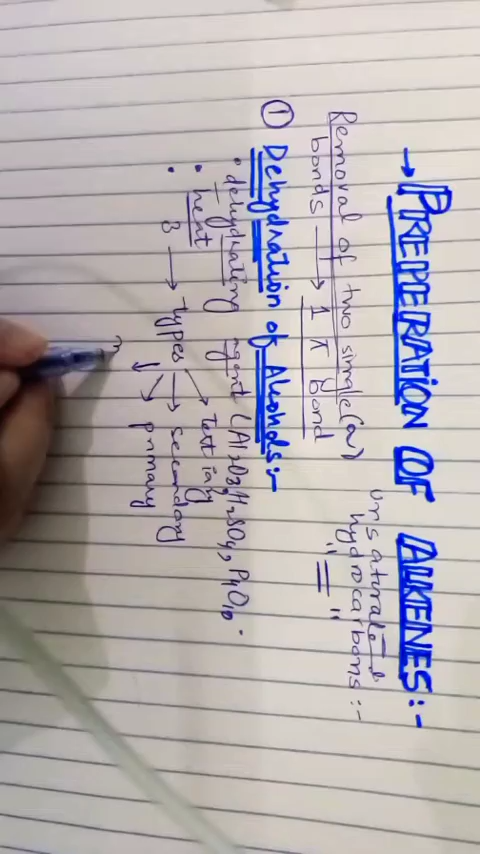 → PREPERATION OF ALKENES:-
unsaturated
hydrocarbons:-
"="
Removal of two single(σ)
bonds → 1 π bond
① Dehydration of Alcohols:-
• dehydrating agent (Al2O3, H2SO4, P4O10.
• heat
• 3 → types → tertiary
→ secondary
→ primary